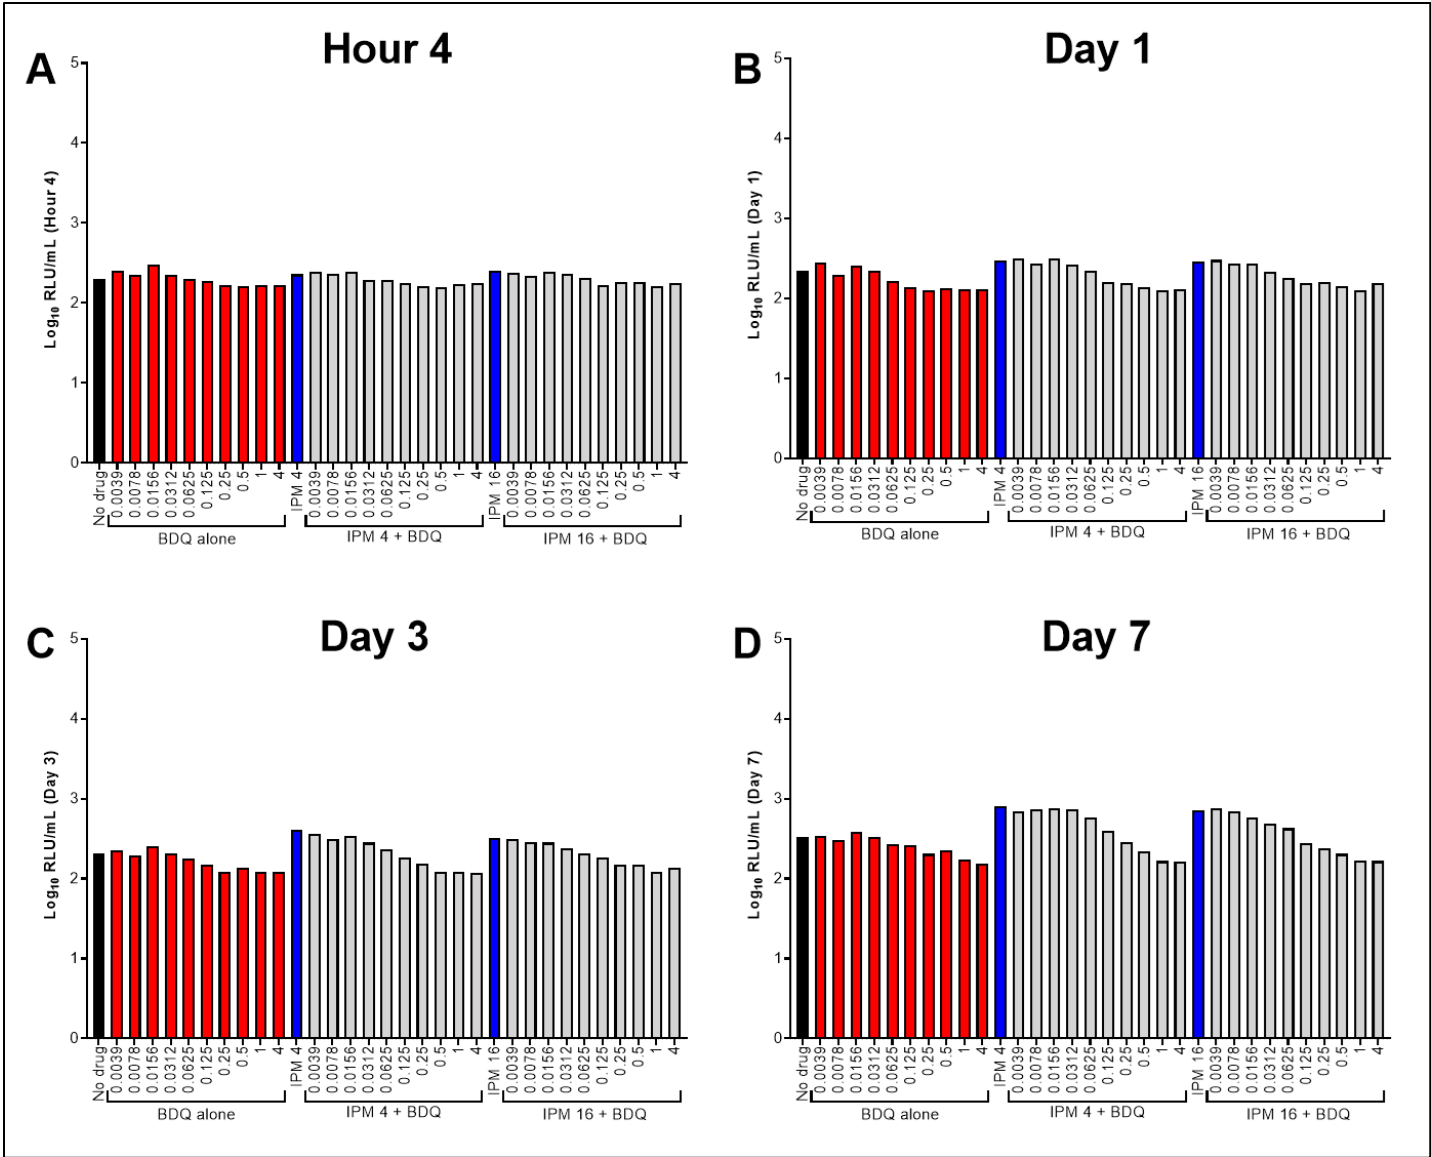 A
Hour 4
Log10 RLU/mL (Hour 4)
5
4
3
2
1
0
No drug 0.0039 0.0078 0.0156 0.0312 0.0625 0.125 0.25 0.5 1 4 IPM 4 0.0039 0.0078 0.0156 0.0312 0.0625 0.125 0.25 0.5 1 4 IPM 16 0.0039 0.0078 0.0156 0.0312 0.0625 0.125 0.25 0.5 1 4
BDQ alone IPM 4 + BDQ IPM 16 + BDQ
B
Day 1
Log10 RLU/mL (Day 1)
5
4
3
2
1
0
No drug 0.0039 0.0078 0.0156 0.0312 0.0625 0.125 0.25 0.5 1 4 IPM 4 0.0039 0.0078 0.0156 0.0312 0.0625 0.125 0.25 0.5 1 4 IPM 16 0.0039 0.0078 0.0156 0.0312 0.0625 0.125 0.25 0.5 1 4
BDQ alone IPM 4 + BDQ IPM 16 + BDQ
C
Day 3
Log10 RLU/mL (Day 3)
5
4
3
2
1
0
No drug 0.0039 0.0078 0.0156 0.0312 0.0625 0.125 0.25 0.5 1 4 IPM 4 0.0039 0.0078 0.0156 0.0312 0.0625 0.125 0.25 0.5 1 4 IPM 16 0.0039 0.0078 0.0156 0.0312 0.0625 0.125 0.25 0.5 1 4
BDQ alone IPM 4 + BDQ IPM 16 + BDQ
D
Day 7
Log10 RLU/mL (Day 7)
5
4
3
2
1
0
No drug 0.0039 0.0078 0.0156 0.0312 0.0625 0.125 0.25 0.5 1 4 IPM 4 0.0039 0.0078 0.0156 0.0312 0.0625 0.125 0.25 0.5 1 4 IPM 16 0.0039 0.0078 0.0156 0.0312 0.0625 0.125 0.25 0.5 1 4
BDQ alone IPM 4 + BDQ IPM 16 + BDQ